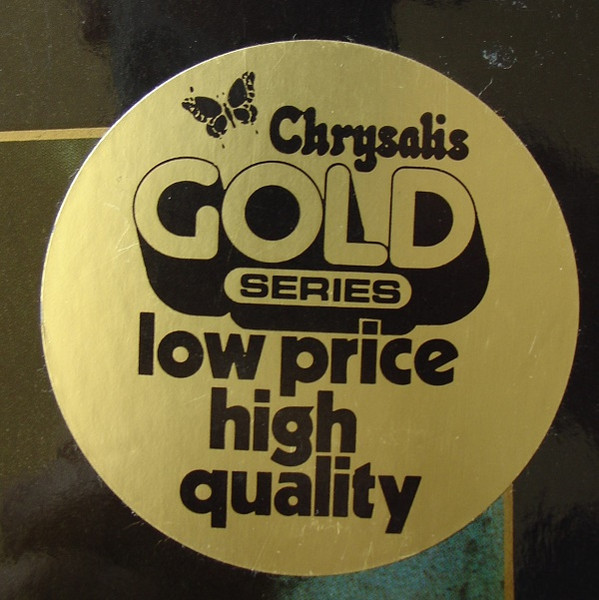 Chrysalis
GOLD
SERIES
low price
high
quality